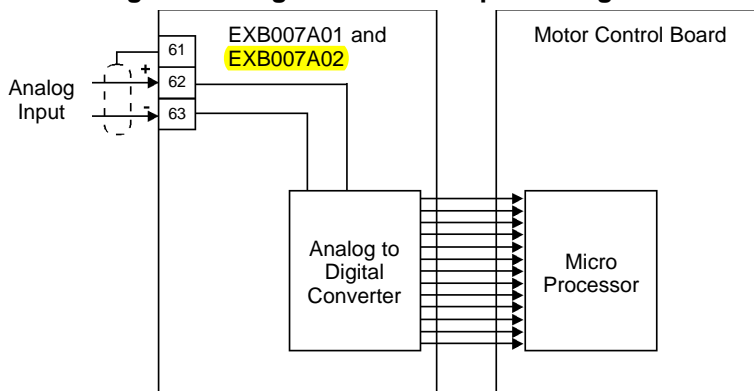 EXB007A01 and
EXB007A02
Motor Control Board
61
62
63
+
-
Analog
Input
Analog to
Digital
Converter
Micro
Processor